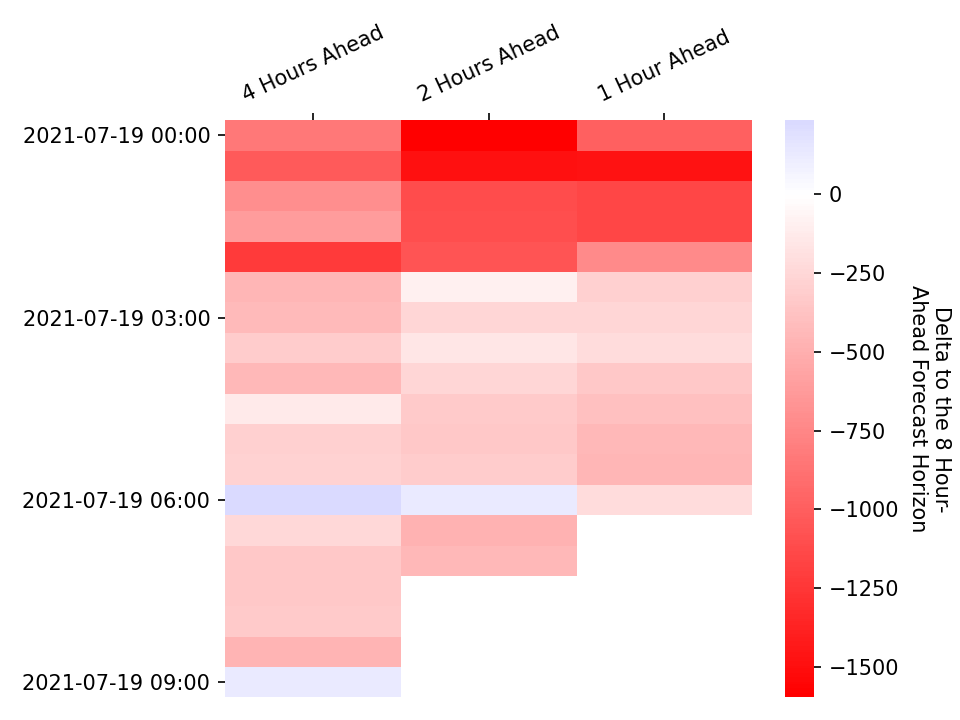 4 Hours Ahead
2 Hours Ahead
1 Hour Ahead
2021-07-19 00:00
2021-07-19 03:00
2021-07-19 06:00
2021-07-19 09:00
0
−250
−500
−750
−1000
−1250
−1500
Delta to the 8 Hour-
Ahead Forecast Horizon